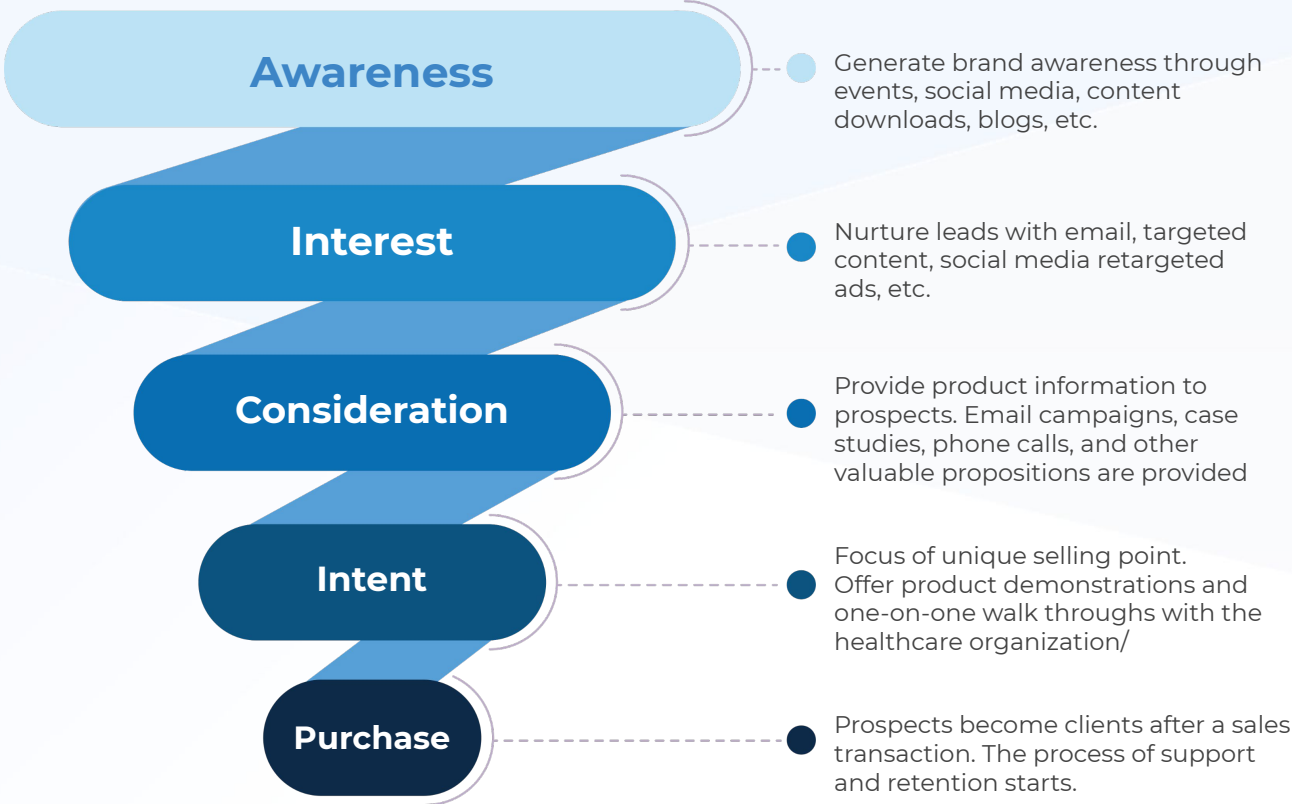 Awareness
Generate brand awareness through
events, social media, content
downloads, blogs, etc.
Interest
Nurture leads with email, targeted
content, social media retargeted
ads, etc.
Consideration
Provide product information to
prospects. Email campaigns, case
studies, phone calls, and other
valuable propositions are provided
Intent
Focus of unique selling point.
Offer product demonstrations and
one-on-one walk throughs with the
healthcare organization/
Purchase
Prospects become clients after a sales
transaction. The process of support
and retention starts.